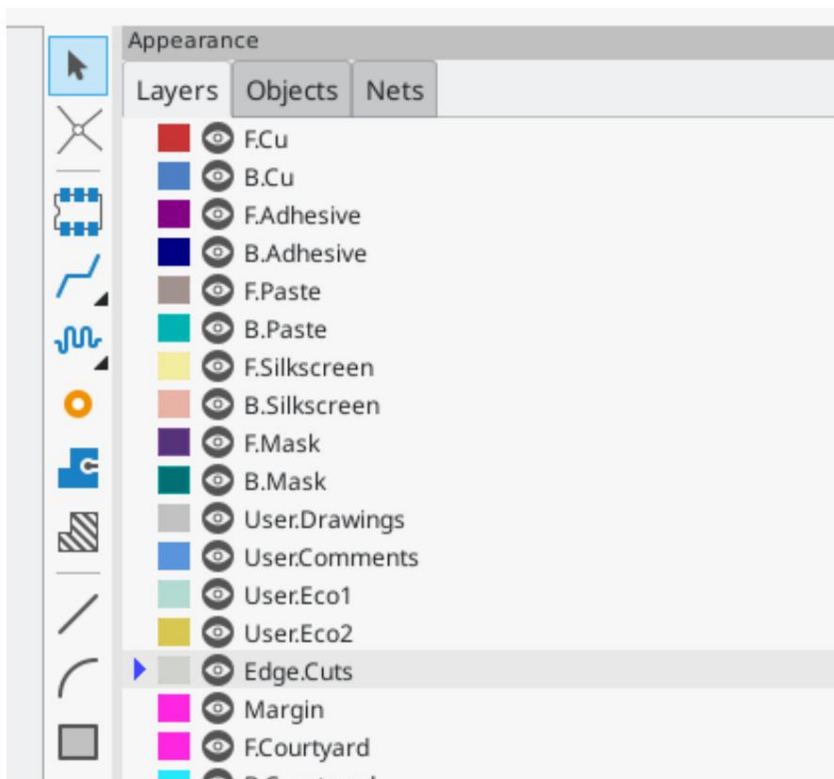 Appearance
Layers Objects Nets
F.Cu
B.Cu
F.Adhesive
B.Adhesive
F.Paste
B.Paste
F.Silkscreen
B.Silkscreen
F.Mask
B.Mask
User.Drawings
User.Comments
User.Eco1
User.Eco2
Edge.Cuts
Margin
F.Courtyard